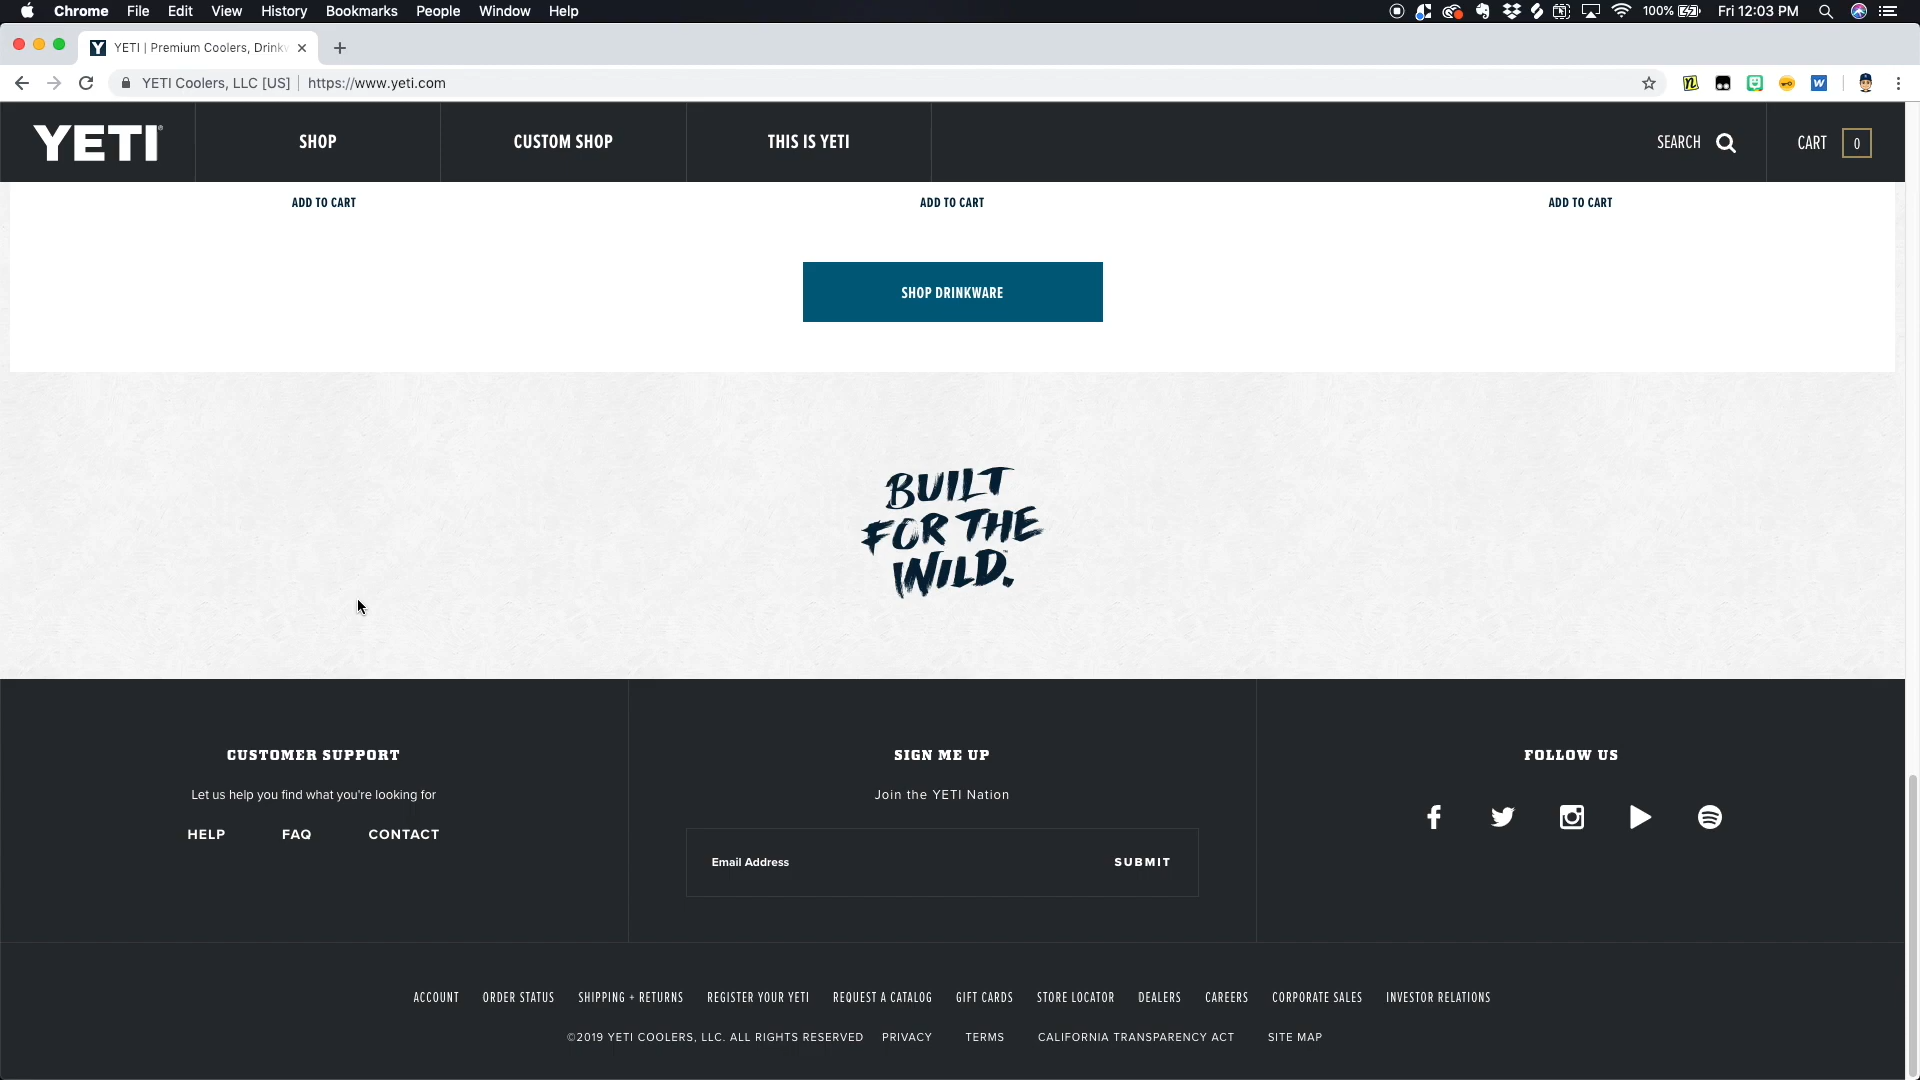 Chrome File Edit View History Bookmarks People Window Help 100% Fri 12:03 PM
YETI | Premium Coolers, Drinkw
YETI Coolers, LLC [US] https://www.yeti.com
YETI SHOP CUSTOM SHOP THIS IS YETI SEARCH CART 0
ADD TO CART ADD TO CART ADD TO CART
SHOP DRINKWARE
BUILT
FOR THE
WILD.
CUSTOMER SUPPORT SIGN ME UP FOLLOW US
Let us help you find what you're looking for Join the YETI Nation
HELP FAQ CONTACT
Email Address SUBMIT
ACCOUNT ORDER STATUS SHIPPING + RETURNS REGISTER YOUR YETI REQUEST A CATALOG GIFT CARDS STORE LOCATOR DEALERS CAREERS CORPORATE SALES INVESTOR RELATIONS
©2019 YETI COOLERS, LLC. ALL RIGHTS RESERVED PRIVACY TERMS CALIFORNIA TRANSPARENCY ACT SITE MAP